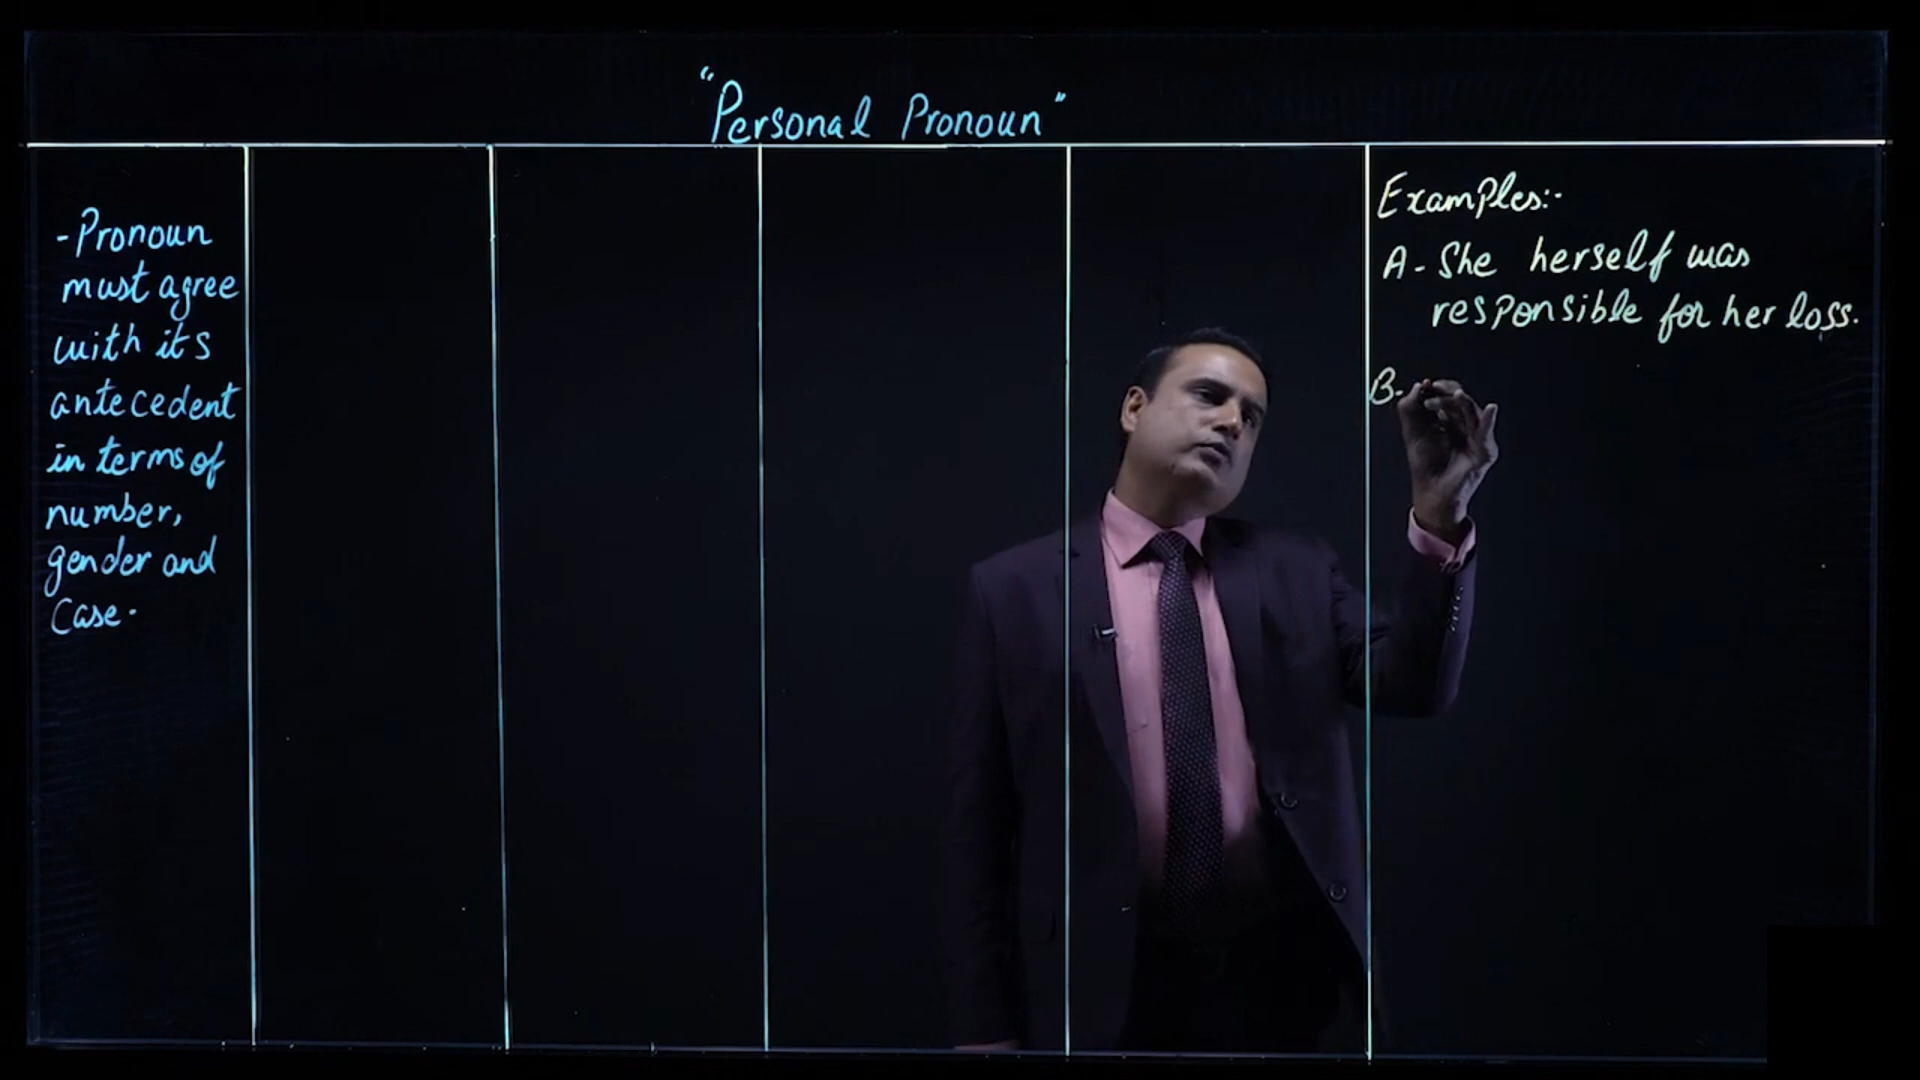 "Personal Pronoun"
-Pronoun
must agree
with its
antecedent
in terms of
number,
gender and
Case.
Examples:-
A- She herself was
responsible for her loss.
B-